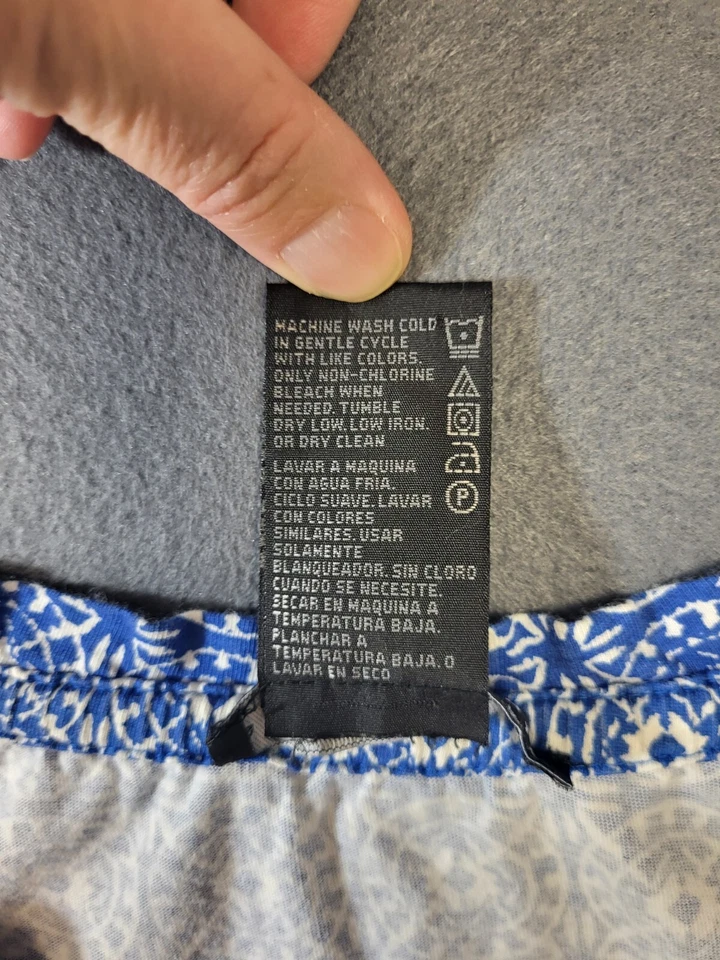 MACHINE WASH COLD
IN GENTLE CYCLE
WITH LIKE COLORS.
ONLY NON-CHLORINE
BLEACH WHEN
NEEDED. TUMBLE
DRY LOW. LOW IRON.
OR DRY CLEAN
LAVAR A MAQUINA
CON AGUA FRIA.
CICLO SUAVE. LAVAR
CON COLORES
SIMILARES. USAR
SOLAMENTE
BLANQUEADOR. SIN CLORO
CUANDO SE NECESITE.
SECAR EN MAQUINA A
TEMPERATURA BAJA.
PLANCHAR A
TEMPERATURA BAJA. O
LAVAR EN SECO
P